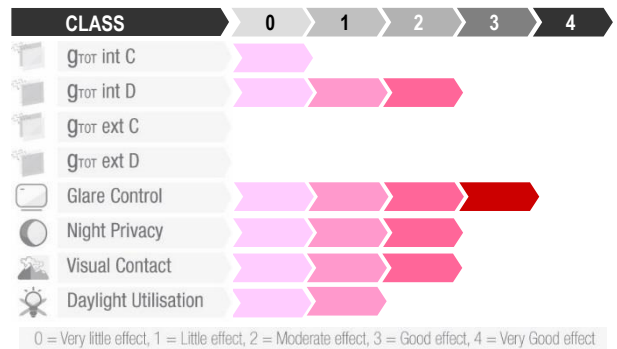 CLASS 0 1 2 3 4
gTOT int C
gTOT int D
gTOT ext C
gTOT ext D
Glare Control
Night Privacy
Visual Contact
Daylight Utilisation
0 = Very little effect, 1 = Little effect, 2 = Moderate effect, 3 = Good effect, 4 = Very Good effect